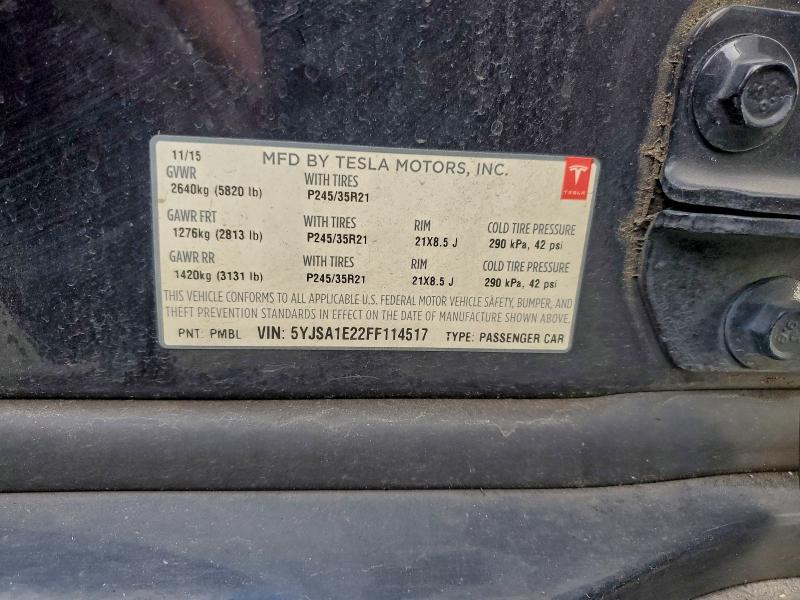 11/15 MFD BY TESLA MOTORS, INC.
TESLA
GVWR WITH TIRES
2640kg (5820 lb) P245/35R21
GAWR FRT WITH TIRES RIM COLD TIRE PRESSURE
1276kg (2813 lb) P245/35R21 21X8.5 J 290 kPa, 42 psi
GAWR RR WITH TIRES RIM COLD TIRE PRESSURE
1420kg (3131 lb) P245/35R21 21X8.5 J 290 kPa, 42 psi
THIS VEHICLE CONFORMS TO ALL APPLICABLE U.S. FEDERAL MOTOR VEHICLE SAFETY, BUMPER, AND
THEFT PREVENTION STANDARDS IN EFFECT ON THE DATE OF MANUFACTURE SHOWN ABOVE.
PNT: PMBL VIN: 5YJSA1E22FF114517 TYPE: PASSENGER CAR